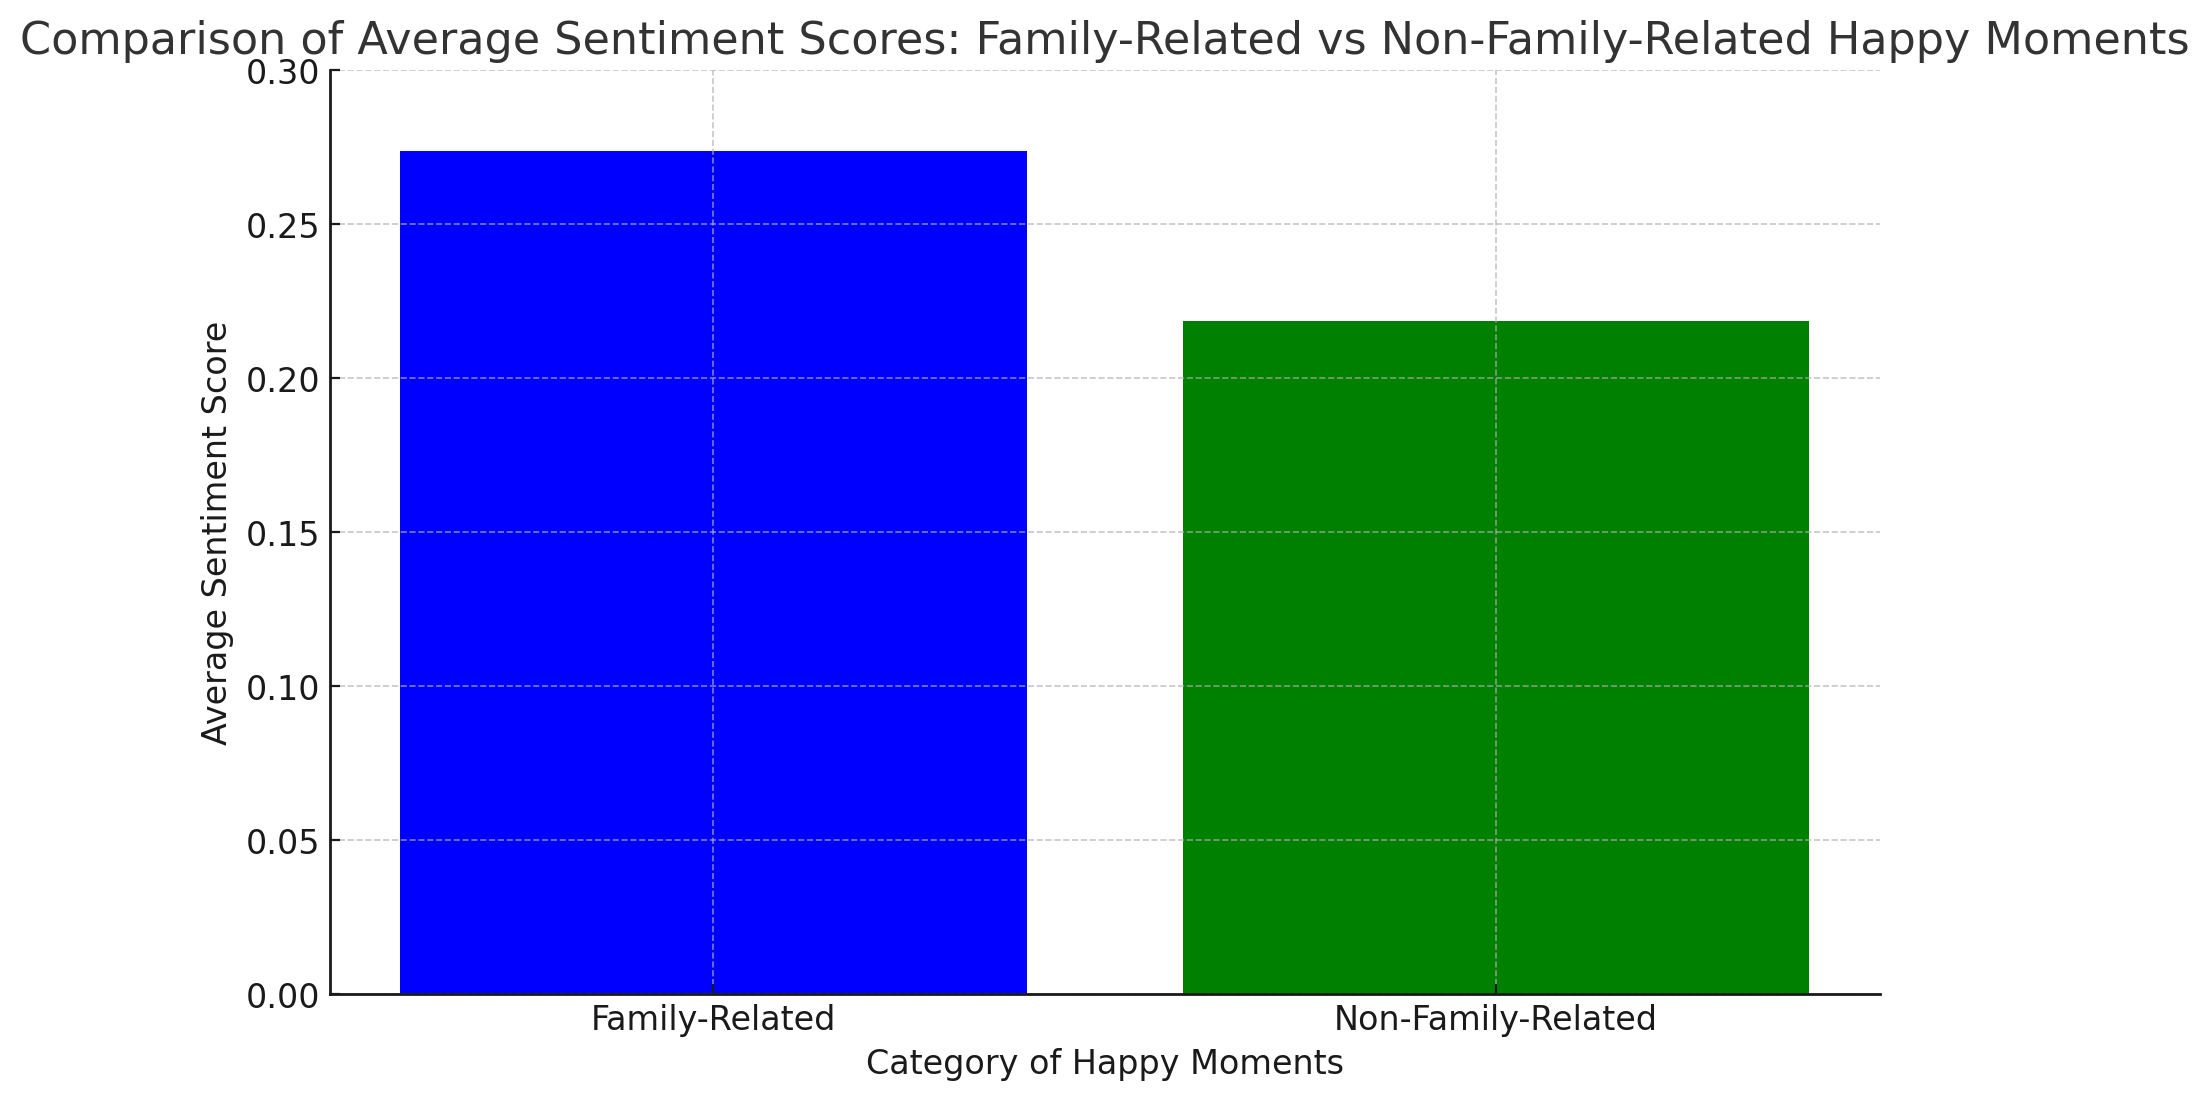 Comparison of Average Sentiment Scores: Family-Related vs Non-Family-Related Happy Moments
0.30
0.25
0.20
0.15
0.10
0.05
0.00
Average Sentiment Score
Family-Related
Non-Family-Related
Category of Happy Moments